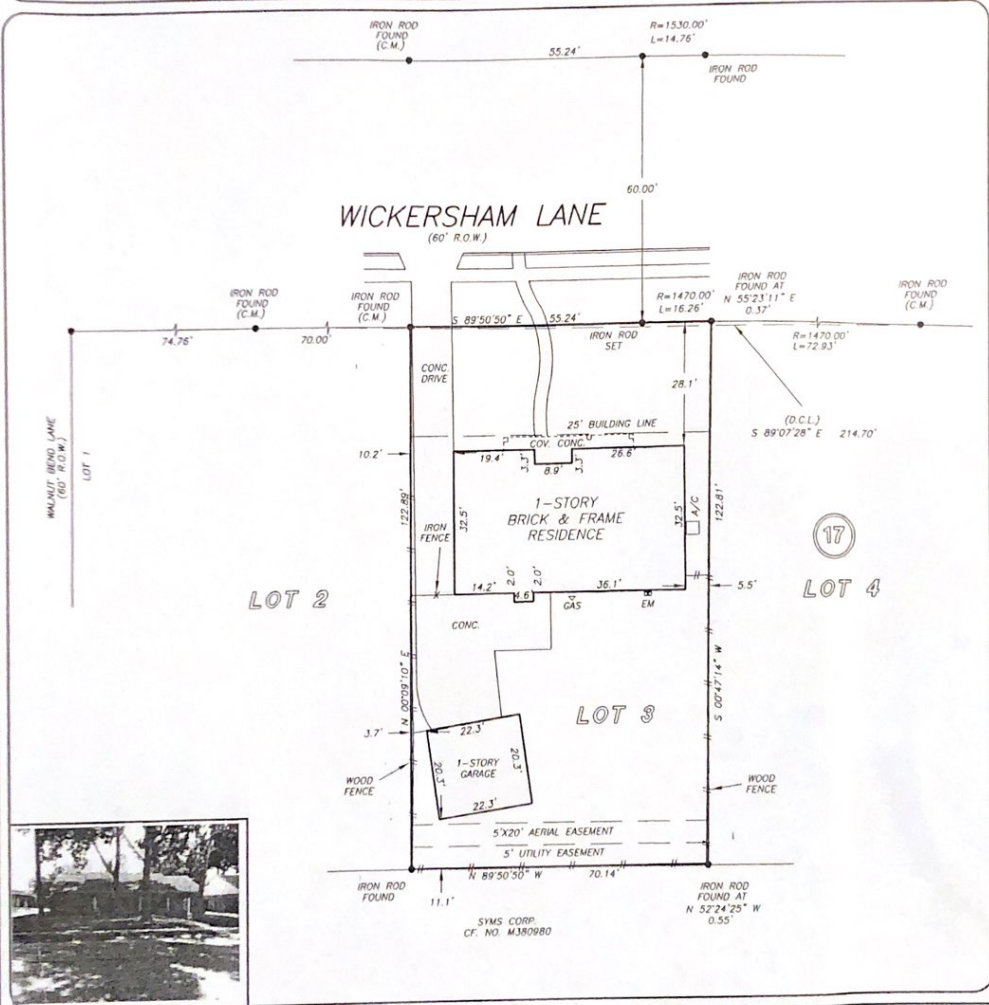 IRON ROD
FOUND
(C.M.)
55.24'
R=1530.00'
L=14.76'
IRON ROD
FOUND
60.00'
WICKERSHAM LANE
(60' R.O.W.)
IRON ROD
FOUND
(C.M.)
IRON ROD
FOUND
(C.M.)
S 89°50'50" E
55.24'
R=1470.00'
L=16.26'
IRON ROD
SET
IRON ROD
FOUND AT
N 55°23'11" E
0.37'
IRON ROD
FOUND
(C.M.)
74.76'
70.00'
R=1470.00'
L=72.93'
(D.C.L.)
S 89°07'28" E 214.70'
CONC.
DRIVE
28.1'
25' BUILDING LINE
COV. CONC.
WALNUT BEND LANE
(60' R.O.W.)
LOT 1
10.2'
19.4'
3.3'
8.9'
3.3'
26.6'
122.89'
32.5'
1-STORY
BRICK & FRAME
RESIDENCE
32.5'
A/C
122.81'
17
IRON
FENCE
LOT 2
14.2'
2.0'
4.6'
2.0'
36.1'
GAS
EM
5.5'
LOT 4
CONC.
N 00°09'10" E
S 00°47'14" W
LOT 3
3.7'
22.3'
20.3'
1-STORY
GARAGE
20.3'
22.3'
WOOD
FENCE
WOOD
FENCE
5'X20' AERIAL EASEMENT
5' UTILITY EASEMENT
N 89°50'50" W
70.14'
IRON ROD
FOUND
11.1'
IRON ROD
FOUND AT
N 52°24'25" W
0.55'
SYMS CORP.
CF. NO. M380980